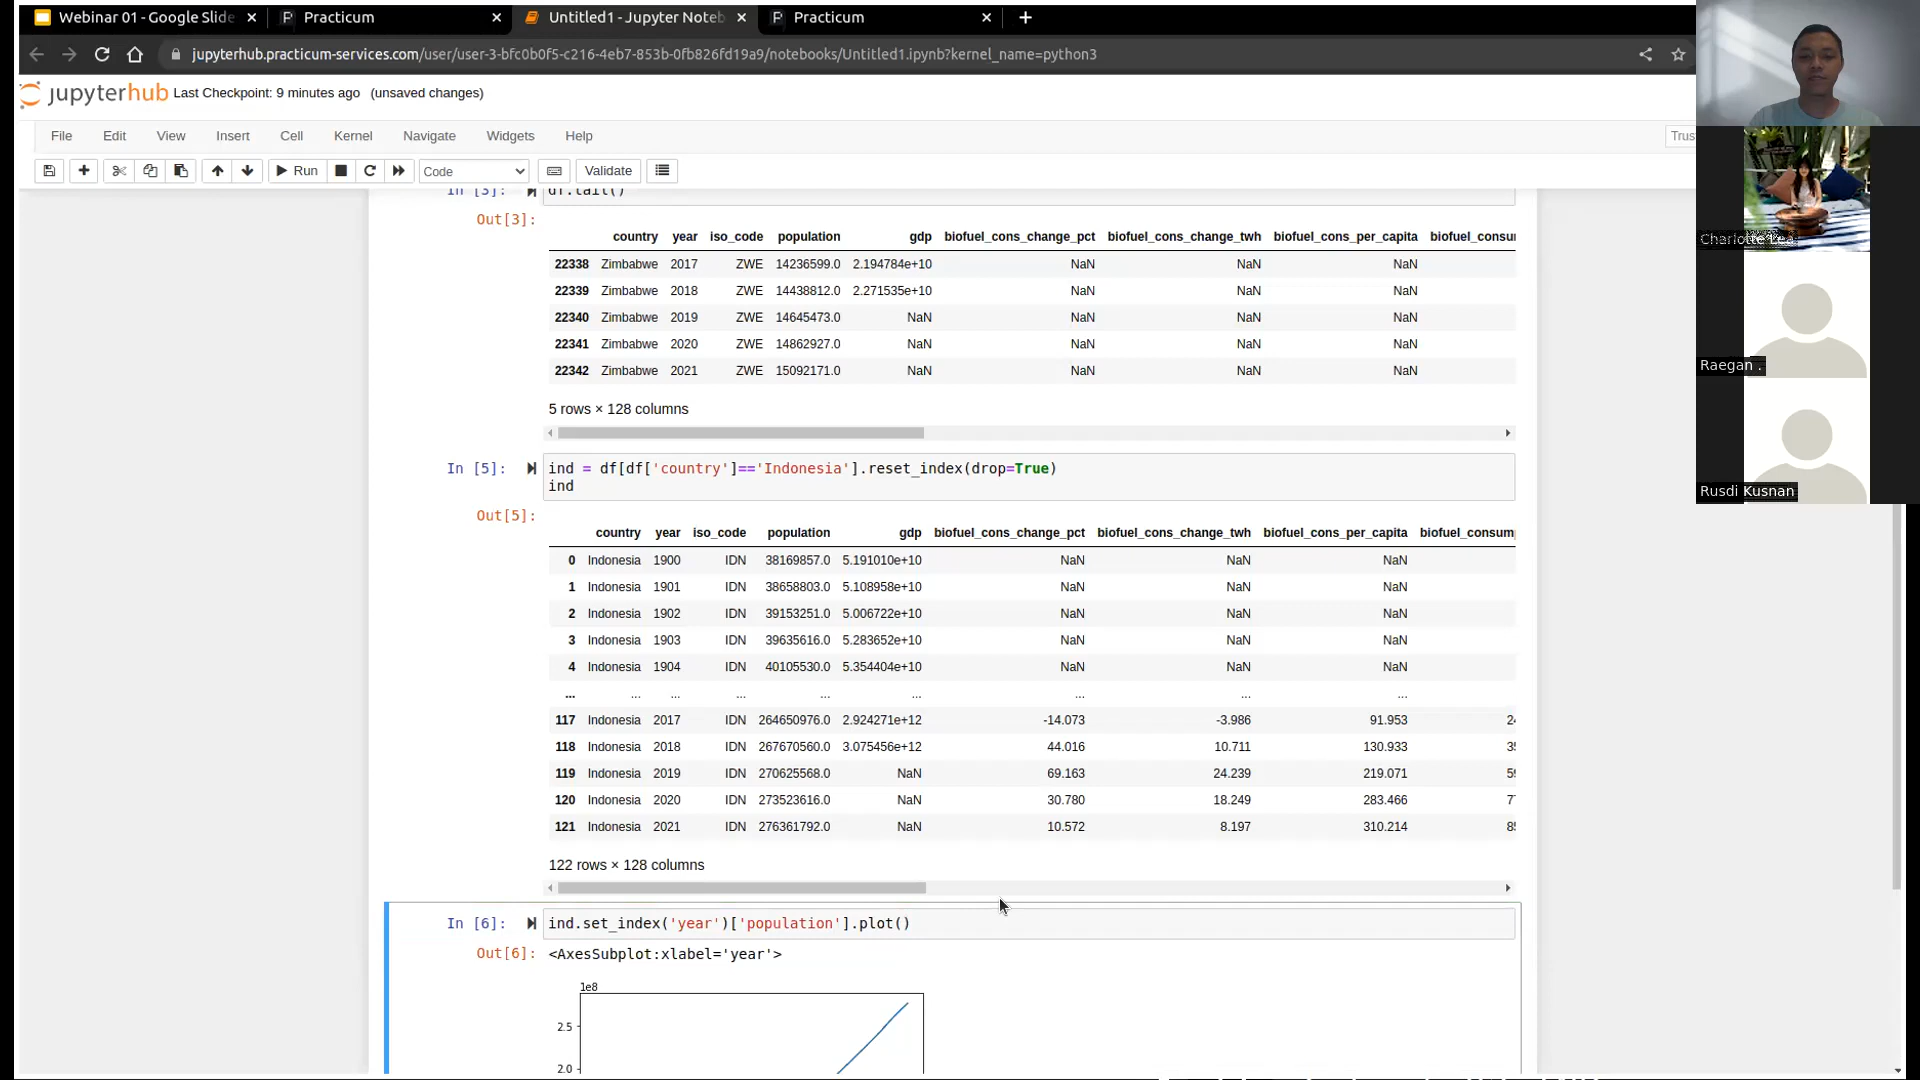 Webinar 01 - Google Slide
Practicum
Untitled1 - Jupyter Noteb
Practicum
jupyterhub.practicum-services.com/user/user-3-bfc0b0f5-c216-4eb7-853b-0fb826fd19a9/notebooks/Untitled1.ipynb?kernel_name=python3
jupyterhub Last Checkpoint: 9 minutes ago (unsaved changes)
File Edit View Insert Cell Kernel Navigate Widgets Help Trus
Run Code Validate
In [3]: df.tail()
Out[3]:
country year iso_code population gdp biofuel_cons_change_pct biofuel_cons_change_twh biofuel_cons_per_capita biofuel_consu
22338 Zimbabwe 2017 ZWE 14236599.0 2.194784e+10 NaN NaN NaN
22339 Zimbabwe 2018 ZWE 14438812.0 2.271535e+10 NaN NaN NaN
22340 Zimbabwe 2019 ZWE 14645473.0 NaN NaN NaN NaN
22341 Zimbabwe 2020 ZWE 14862927.0 NaN NaN NaN NaN
22342 Zimbabwe 2021 ZWE 15092171.0 NaN NaN NaN NaN
5 rows × 128 columns
In [5]: ind = df[df['country']=='Indonesia'].reset_index(drop=True)
ind
Out[5]:
country year iso_code population gdp biofuel_cons_change_pct biofuel_cons_change_twh biofuel_cons_per_capita biofuel_consum
0 Indonesia 1900 IDN 38169857.0 5.191010e+10 NaN NaN NaN
1 Indonesia 1901 IDN 38658803.0 5.108958e+10 NaN NaN NaN
2 Indonesia 1902 IDN 39153251.0 5.006722e+10 NaN NaN NaN
3 Indonesia 1903 IDN 39635616.0 5.283652e+10 NaN NaN NaN
4 Indonesia 1904 IDN 40105530.0 5.354404e+10 NaN NaN NaN
... ... ... ... ... ... ... ... ...
117 Indonesia 2017 IDN 264650976.0 2.924271e+12 -14.073 -3.986 91.953 24
118 Indonesia 2018 IDN 267670560.0 3.075456e+12 44.016 10.711 130.933 35
119 Indonesia 2019 IDN 270625568.0 NaN 69.163 24.239 219.071 59
120 Indonesia 2020 IDN 273523616.0 NaN 30.780 18.249 283.466 7
121 Indonesia 2021 IDN 276361792.0 NaN 10.572 8.197 310.214 85
122 rows × 128 columns
In [6]: ind.set_index('year')['population'].plot()
Out[6]: <AxesSubplot:xlabel='year'>
1e8
2.5
2.0
Raegan .
Rusdi Kusnan